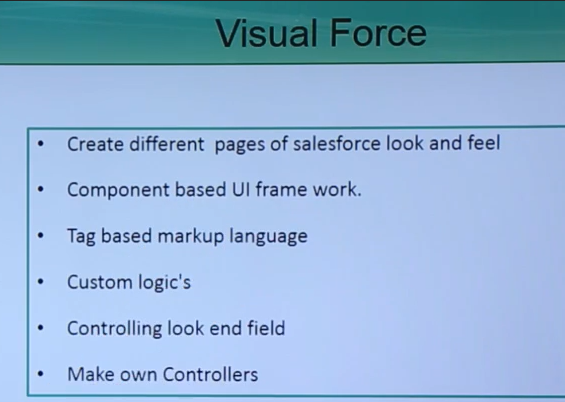 Visual Force
• Create different pages of salesforce look and feel
• Component based UI frame work.
• Tag based markup language
• Custom logic's
• Controlling look end field
• Make own Controllers